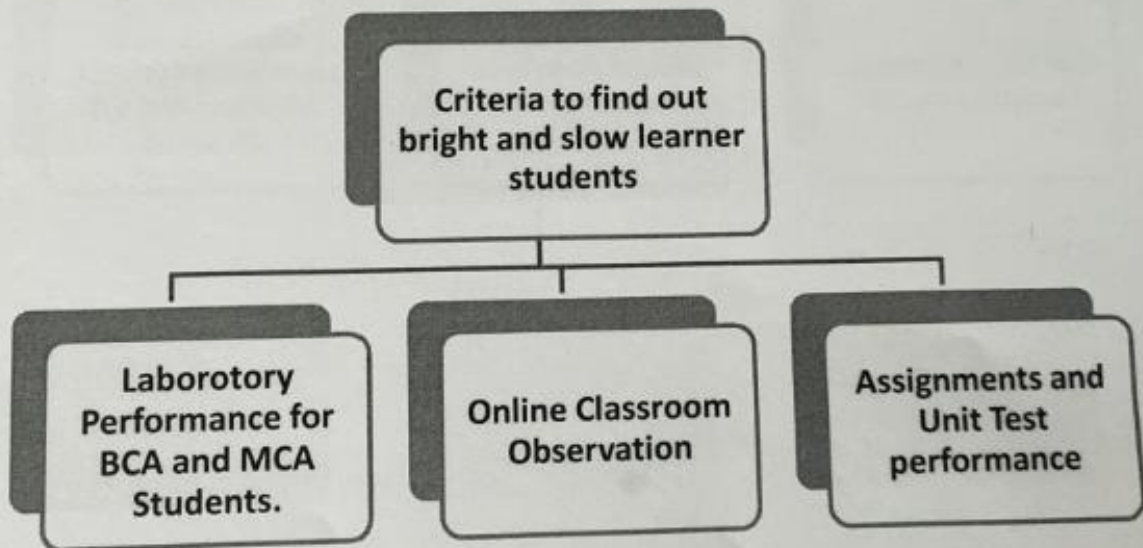 Criteria to find out
bright and slow learner
students
Laborotory
Performance for
BCA and MCA
Students.
Online Classroom
Observation
Assignments and
Unit Test
performance